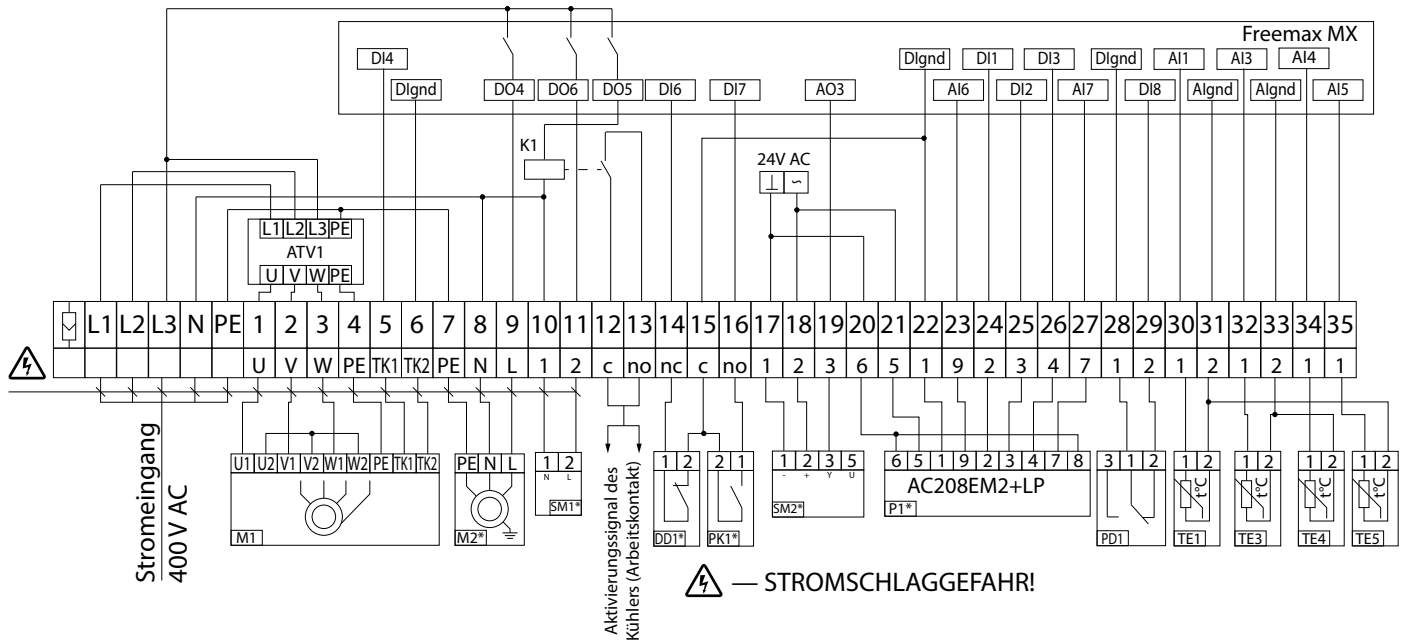 Freemax MX
DI4 DIgnd DI1 DI3 DIgnd AI1 AI3 AI4
DIgnd DO4 DO6 DO5 DI6 DI7 AO3 AI6 DI2 AI7 DI8 AIgnd AIgnd AI5
K1
24V AC
⊥ ~
L1 L2 L3 PE
ATV1
U V W PE
L1 L2 L3 N PE 1 2 3 4 5 6 7 8 9 10 11 12 13 14 15 16 17 18 19 20 21 22 23 24 25 26 27 28 29 30 31 32 33 34 35
U V W PE TK1 TK2 PE N L 1 2 c no nc c no 1 2 3 6 5 1 9 2 3 4 7 1 2 1 2 1 2 1 1
Stromeingang
400 V AC
U1 U2 V1 V2 W1 W2 PE TK1 TK2
M1
PE N L
M2*
1 2
N L
SM1*
Aktivierungssignal des
Kühlers (Arbeitskontakt)
1 2
DD1*
2 1
PK1*
1 2 3 5
- + Y U
SM2*
6 5 1 9 2 3 4 7 8
AC208EM2+LP
P1*
3 1 2
PD1
1 2
t°C
TE1
1 2
t°C
TE3
1 2
t°C
TE4
1 2
t°C
TE5
— STROMSCHLAGGEFAHR!